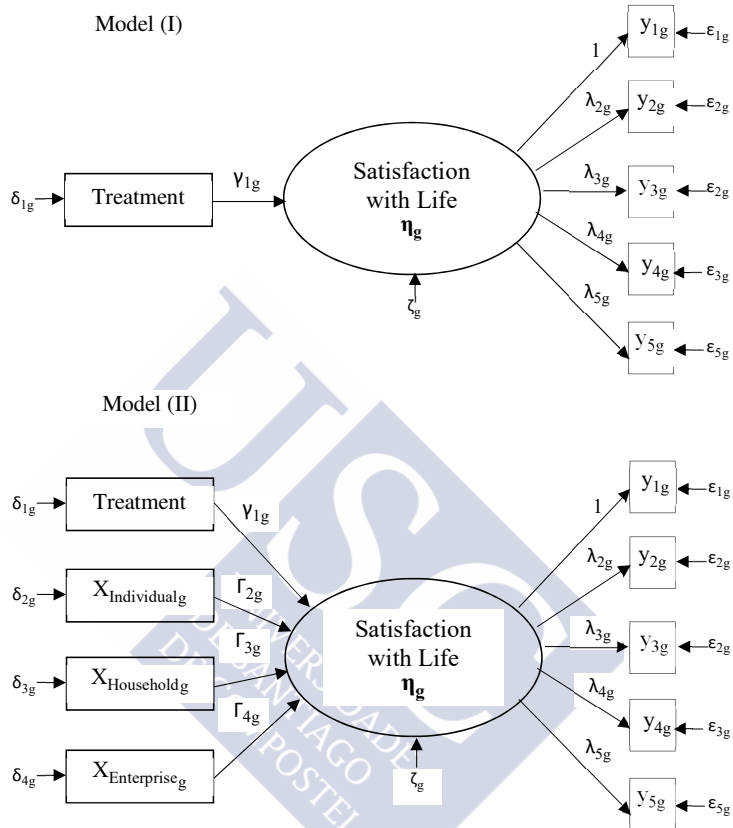 Model (I)
y1g
ε1g
1
y2g
ε2g
λ2g
Satisfaction
with Life
ηg
λ3g
y3g
ε2g
δ1g
Treatment
γ1g
λ4g
y4g
ε3g
λ5g
ζg
y5g
ε5g
Model (II)
δ1g
Treatment
γ1g
1
y1g
ε1g
λ2g
y2g
ε2g
δ2g
XIndividualg
Γ2g
Γ3g
Satisfaction
with Life
ηg
λ3g
y3g
ε2g
δ3g
XHouseholdg
Γ4g
λ4g
y4g
ε3g
δ4g
XEnterpriseg
ζg
λ5g
y5g
ε5g
USC